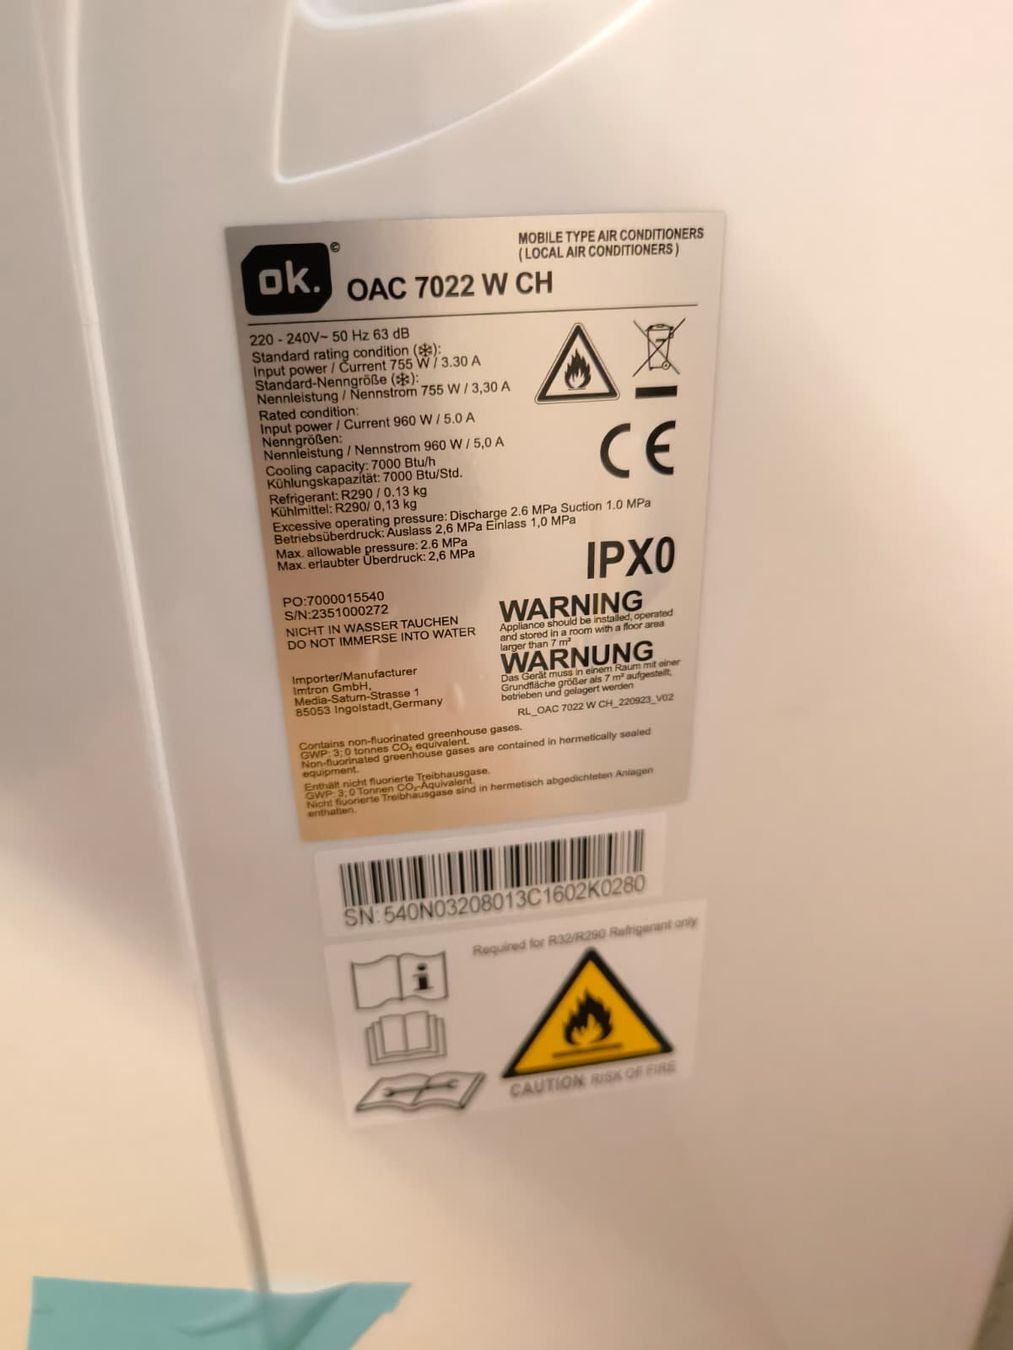 ok.©
MOBILE TYPE AIR CONDITIONERS
( LOCAL AIR CONDITIONERS )
OAC 7022 W CH
220 - 240V~ 50 Hz 63 dB
Standard rating condition (❄):
Input power / Current 755 W / 3.30 A
Standard-Nenngröße (❄):
Nennleistung / Nennstrom 755 W / 3,30 A
Rated condition:
Input power / Current 960 W / 5.0 A
Nenngrößen:
Nennleistung / Nennstrom 960 W / 5,0 A
Cooling capacity: 7000 Btu/h
Kühlungskapazität: 7000 Btu/Std.
Refrigerant: R290 / 0.13 kg
Kühlmittel: R290/ 0,13 kg
Excessive operating pressure: Discharge 2.6 MPa Suction 1.0 MPa
Betriebsüberdruck: Auslass 2,6 MPa Einlass 1,0 MPa
Max. allowable pressure: 2.6 MPa
Max. erlaubter Überdruck: 2,6 MPa
CE
IPX0
PO:7000015540
S/N:2351000272
NICHT IN WASSER TAUCHEN
DO NOT IMMERSE INTO WATER
WARNING
Appliance should be installed, operated
and stored in a room with a floor area
larger than 7 m²
WARNUNG
Das Gerät muss in einem Raum mit einer
Grundfläche größer als 7 m² aufgestellt,
betrieben und gelagert werden
RL_OAC 7022 W CH_220923_V02
Importer/Manufacturer
Imtron GmbH,
Media-Saturn-Strasse 1
85053 Ingolstadt,Germany
Contains non-fluorinated greenhouse gases.
GWP: 3; 0 tonnes CO₂ equivalent.
Non-fluorinated greenhouse gases are contained in hermetically sealed
equipment.
Enthält nicht fluorierte Treibhausgase.
GWP: 3; 0 Tonnen CO₂-Äquivalent.
Nicht fluorierte Treibhausgase sind in hermetisch abgedichteten Anlagen
enthalten.
SN: 540N03208013C1602K0280
Required for R32/R290 Refrigerant only
CAUTION: RISK OF FIRE